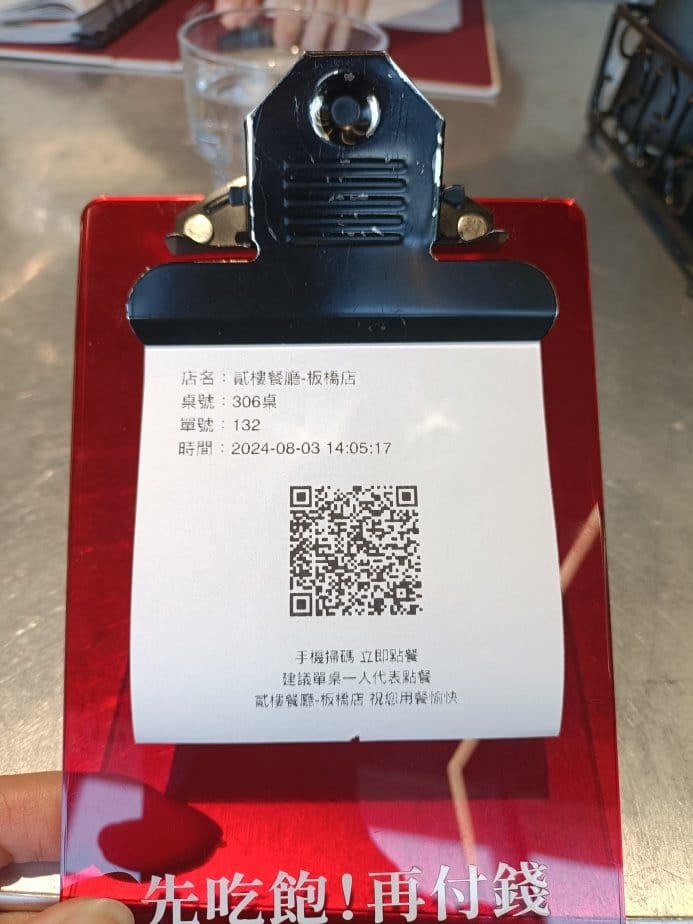 店名：貳樓餐廳-板橋店
桌號：306桌
單號：132
時間：2024-08-03 14:05:17
手機掃碼 立即點餐
建議單桌一人代表點餐
貳樓餐廳-板橋店 祝您用餐愉快
先吃飽！再付錢